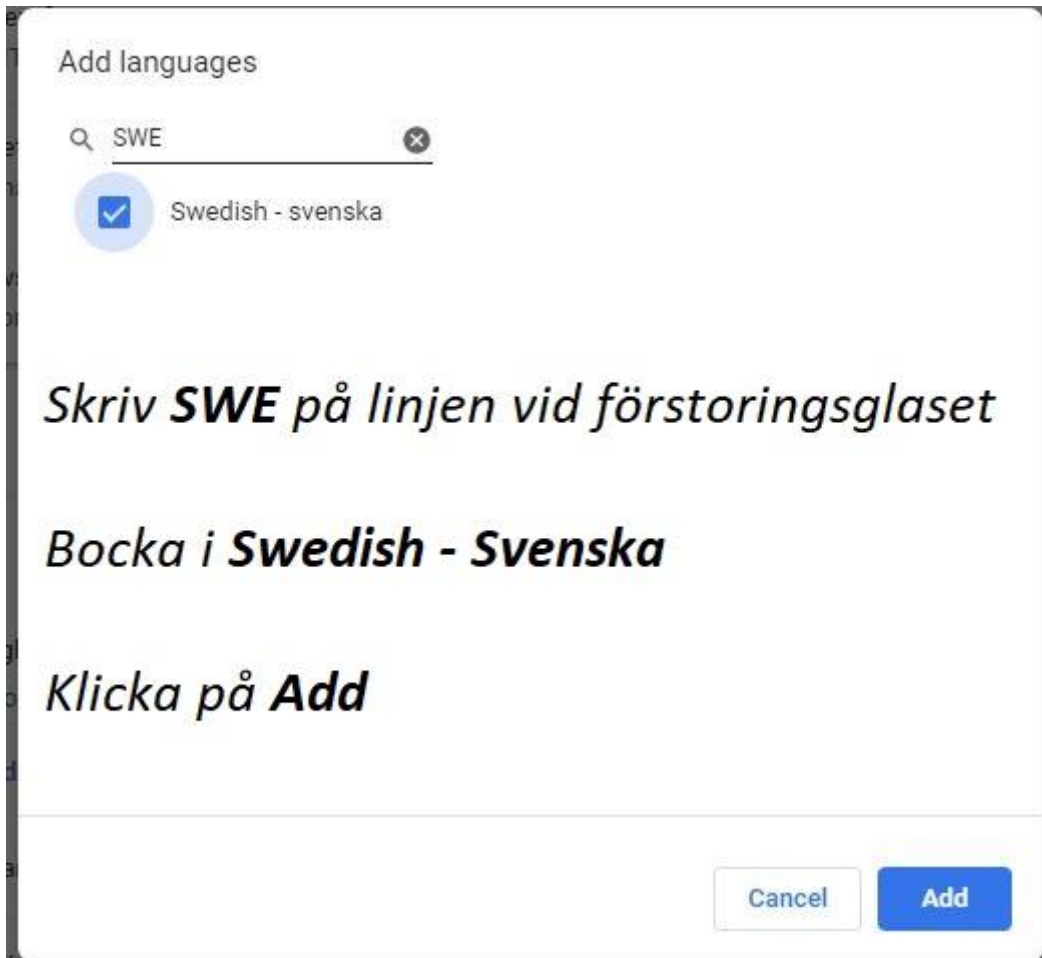 Add languages
SWE
Swedish - svenska
Skriv SWE på linjen vid förstoringsglaset
Bocka i Swedish - Svenska
Klicka på Add
Cancel
Add